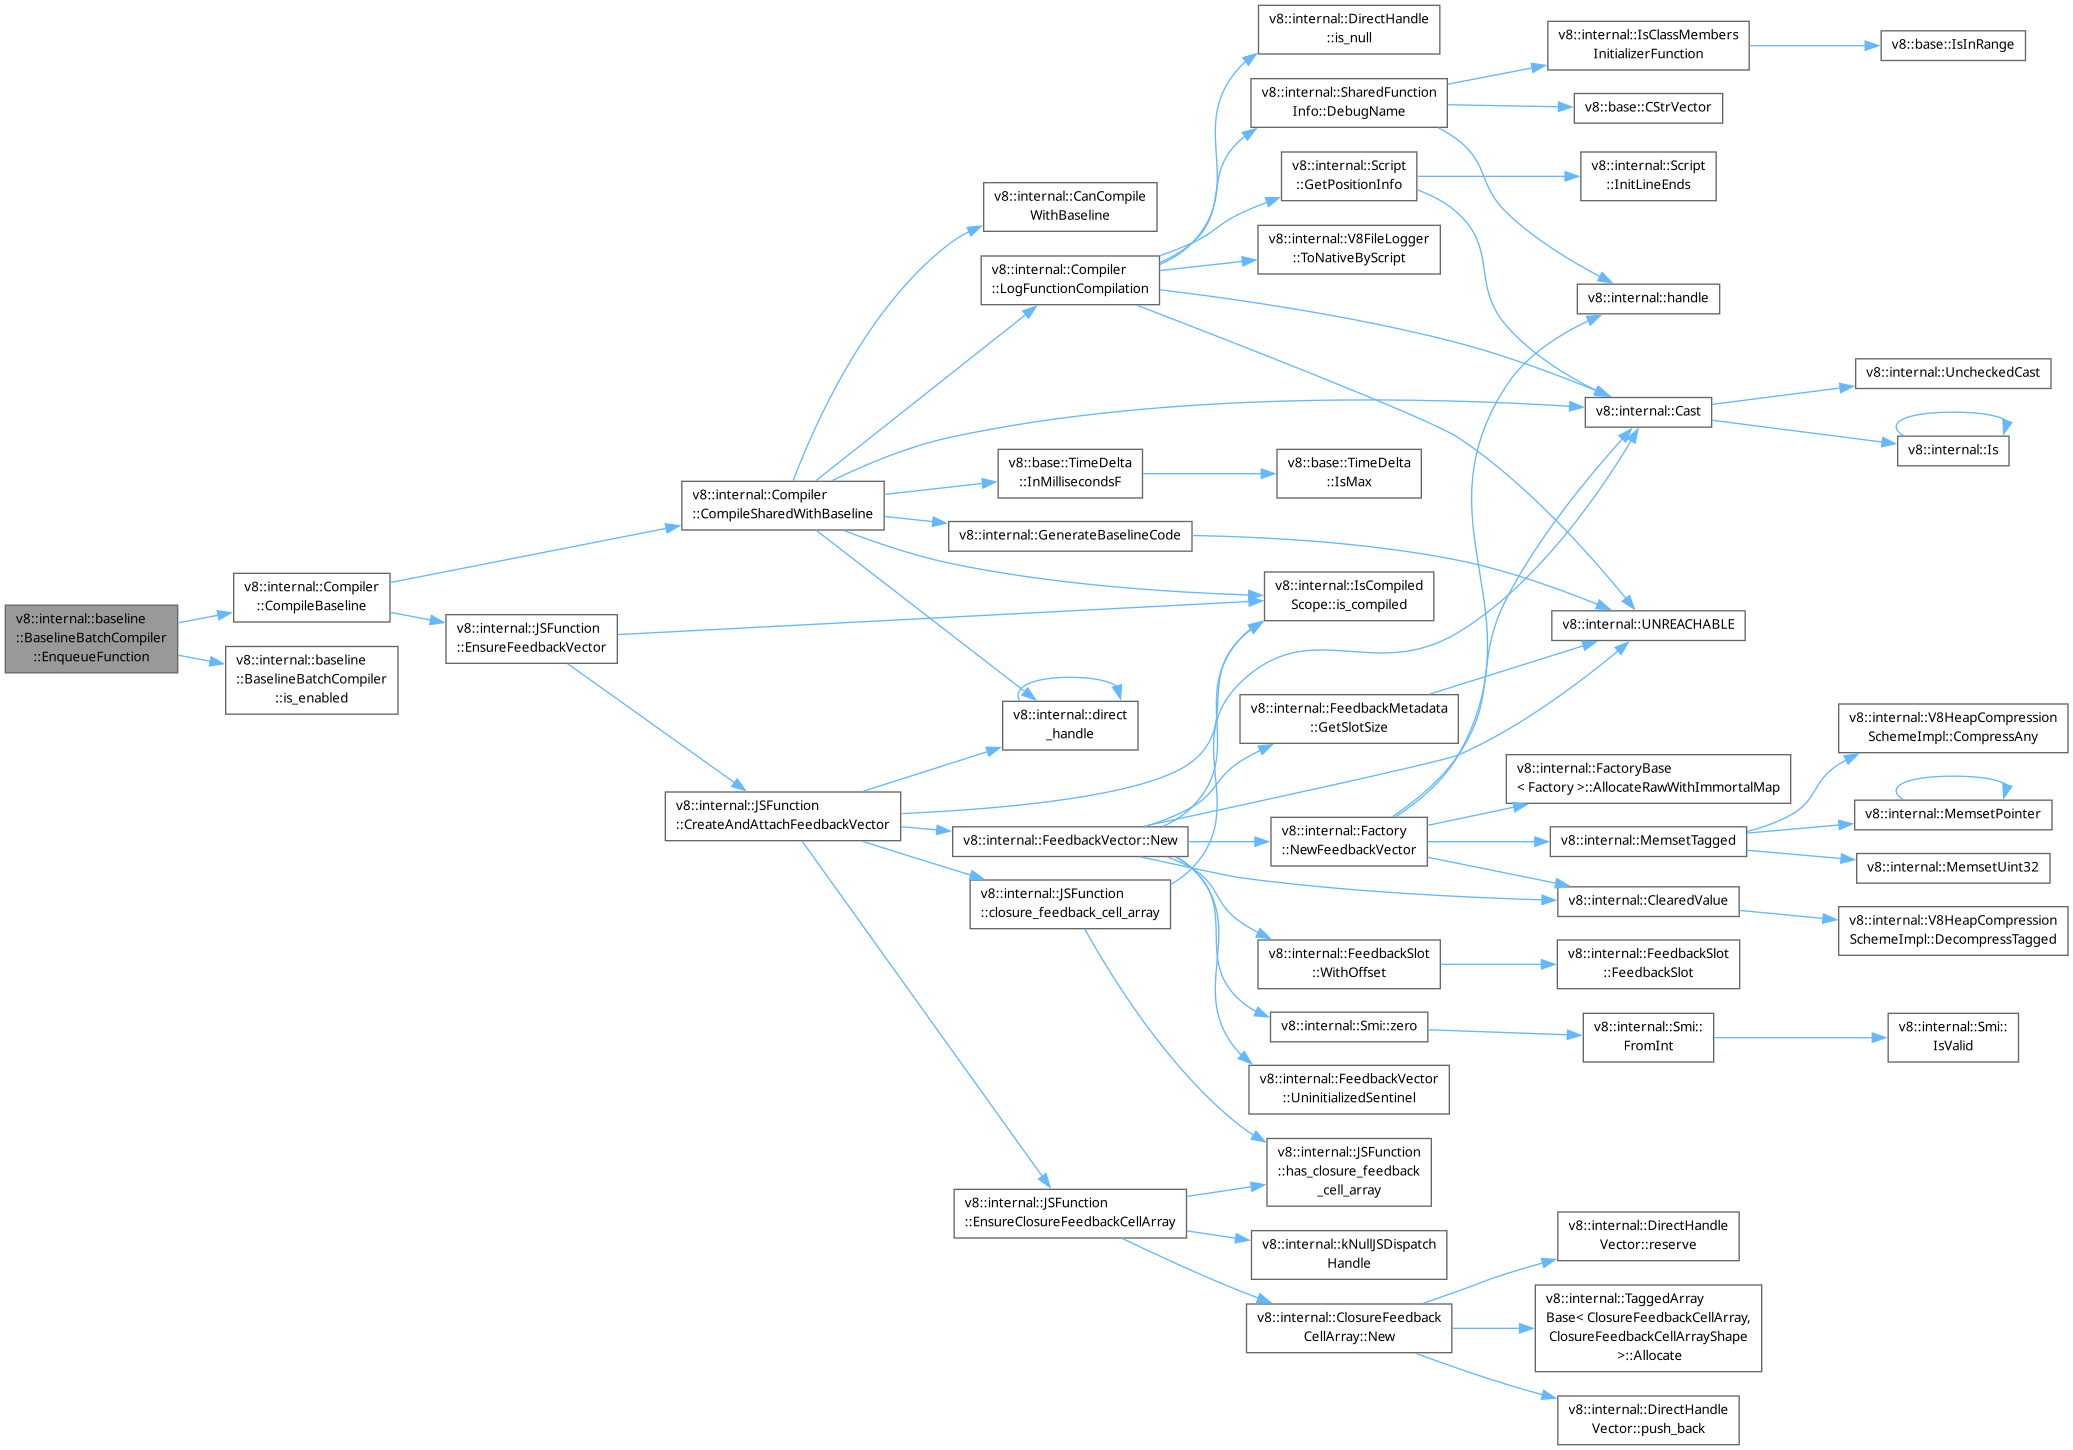 v8::internal::baseline
::BaselineBatchCompiler
::EnqueueFunction
v8::internal::Compiler
::CompileBaseline
v8::internal::baseline
::BaselineBatchCompiler
::is_enabled
v8::internal::JSFunction
::EnsureFeedbackVector
v8::internal::Compiler
::CompileSharedWithBaseline
v8::internal::JSFunction
::CreateAndAttachFeedbackVector
v8::internal::CanCompile
WithBaseline
v8::internal::Compiler
::LogFunctionCompilation
v8::base::TimeDelta
::InMillisecondsF
v8::internal::GenerateBaselineCode
v8::internal::direct
_handle
v8::internal::FeedbackVector::New
v8::internal::JSFunction
::closure_feedback_cell_array
v8::internal::JSFunction
::EnsureClosureFeedbackCellArray
v8::internal::DirectHandle
::is_null
v8::internal::SharedFunction
Info::DebugName
v8::internal::Script
::GetPositionInfo
v8::internal::V8FileLogger
::ToNativeByScript
v8::base::TimeDelta
::IsMax
v8::internal::IsCompiled
Scope::is_compiled
v8::internal::FeedbackMetadata
::GetSlotSize
v8::internal::Factory
::NewFeedbackVector
v8::internal::FeedbackSlot
::WithOffset
v8::internal::Smi::zero
v8::internal::FeedbackVector
::UninitializedSentinel
v8::internal::JSFunction
::has_closure_feedback
_cell_array
v8::internal::kNullJSDispatch
Handle
v8::internal::ClosureFeedback
CellArray::New
v8::internal::IsClassMembers
InitializerFunction
v8::base::CStrVector
v8::internal::Script
::InitLineEnds
v8::internal::handle
v8::internal::Cast
v8::internal::UNREACHABLE
v8::internal::FactoryBase
< Factory >::AllocateRawWithImmortalMap
v8::internal::MemsetTagged
v8::internal::ClearedValue
v8::internal::FeedbackSlot
::FeedbackSlot
v8::internal::Smi::
FromInt
v8::internal::DirectHandle
Vector::reserve
v8::internal::TaggedArray
Base< ClosureFeedbackCellArray,
ClosureFeedbackCellArrayShape
>::Allocate
v8::internal::DirectHandle
Vector::push_back
v8::base::IsInRange
v8::internal::UncheckedCast
v8::internal::Is
v8::internal::V8HeapCompression
SchemeImpl::CompressAny
v8::internal::MemsetPointer
v8::internal::MemsetUint32
v8::internal::V8HeapCompression
SchemeImpl::DecompressTagged
v8::internal::Smi::
IsValid